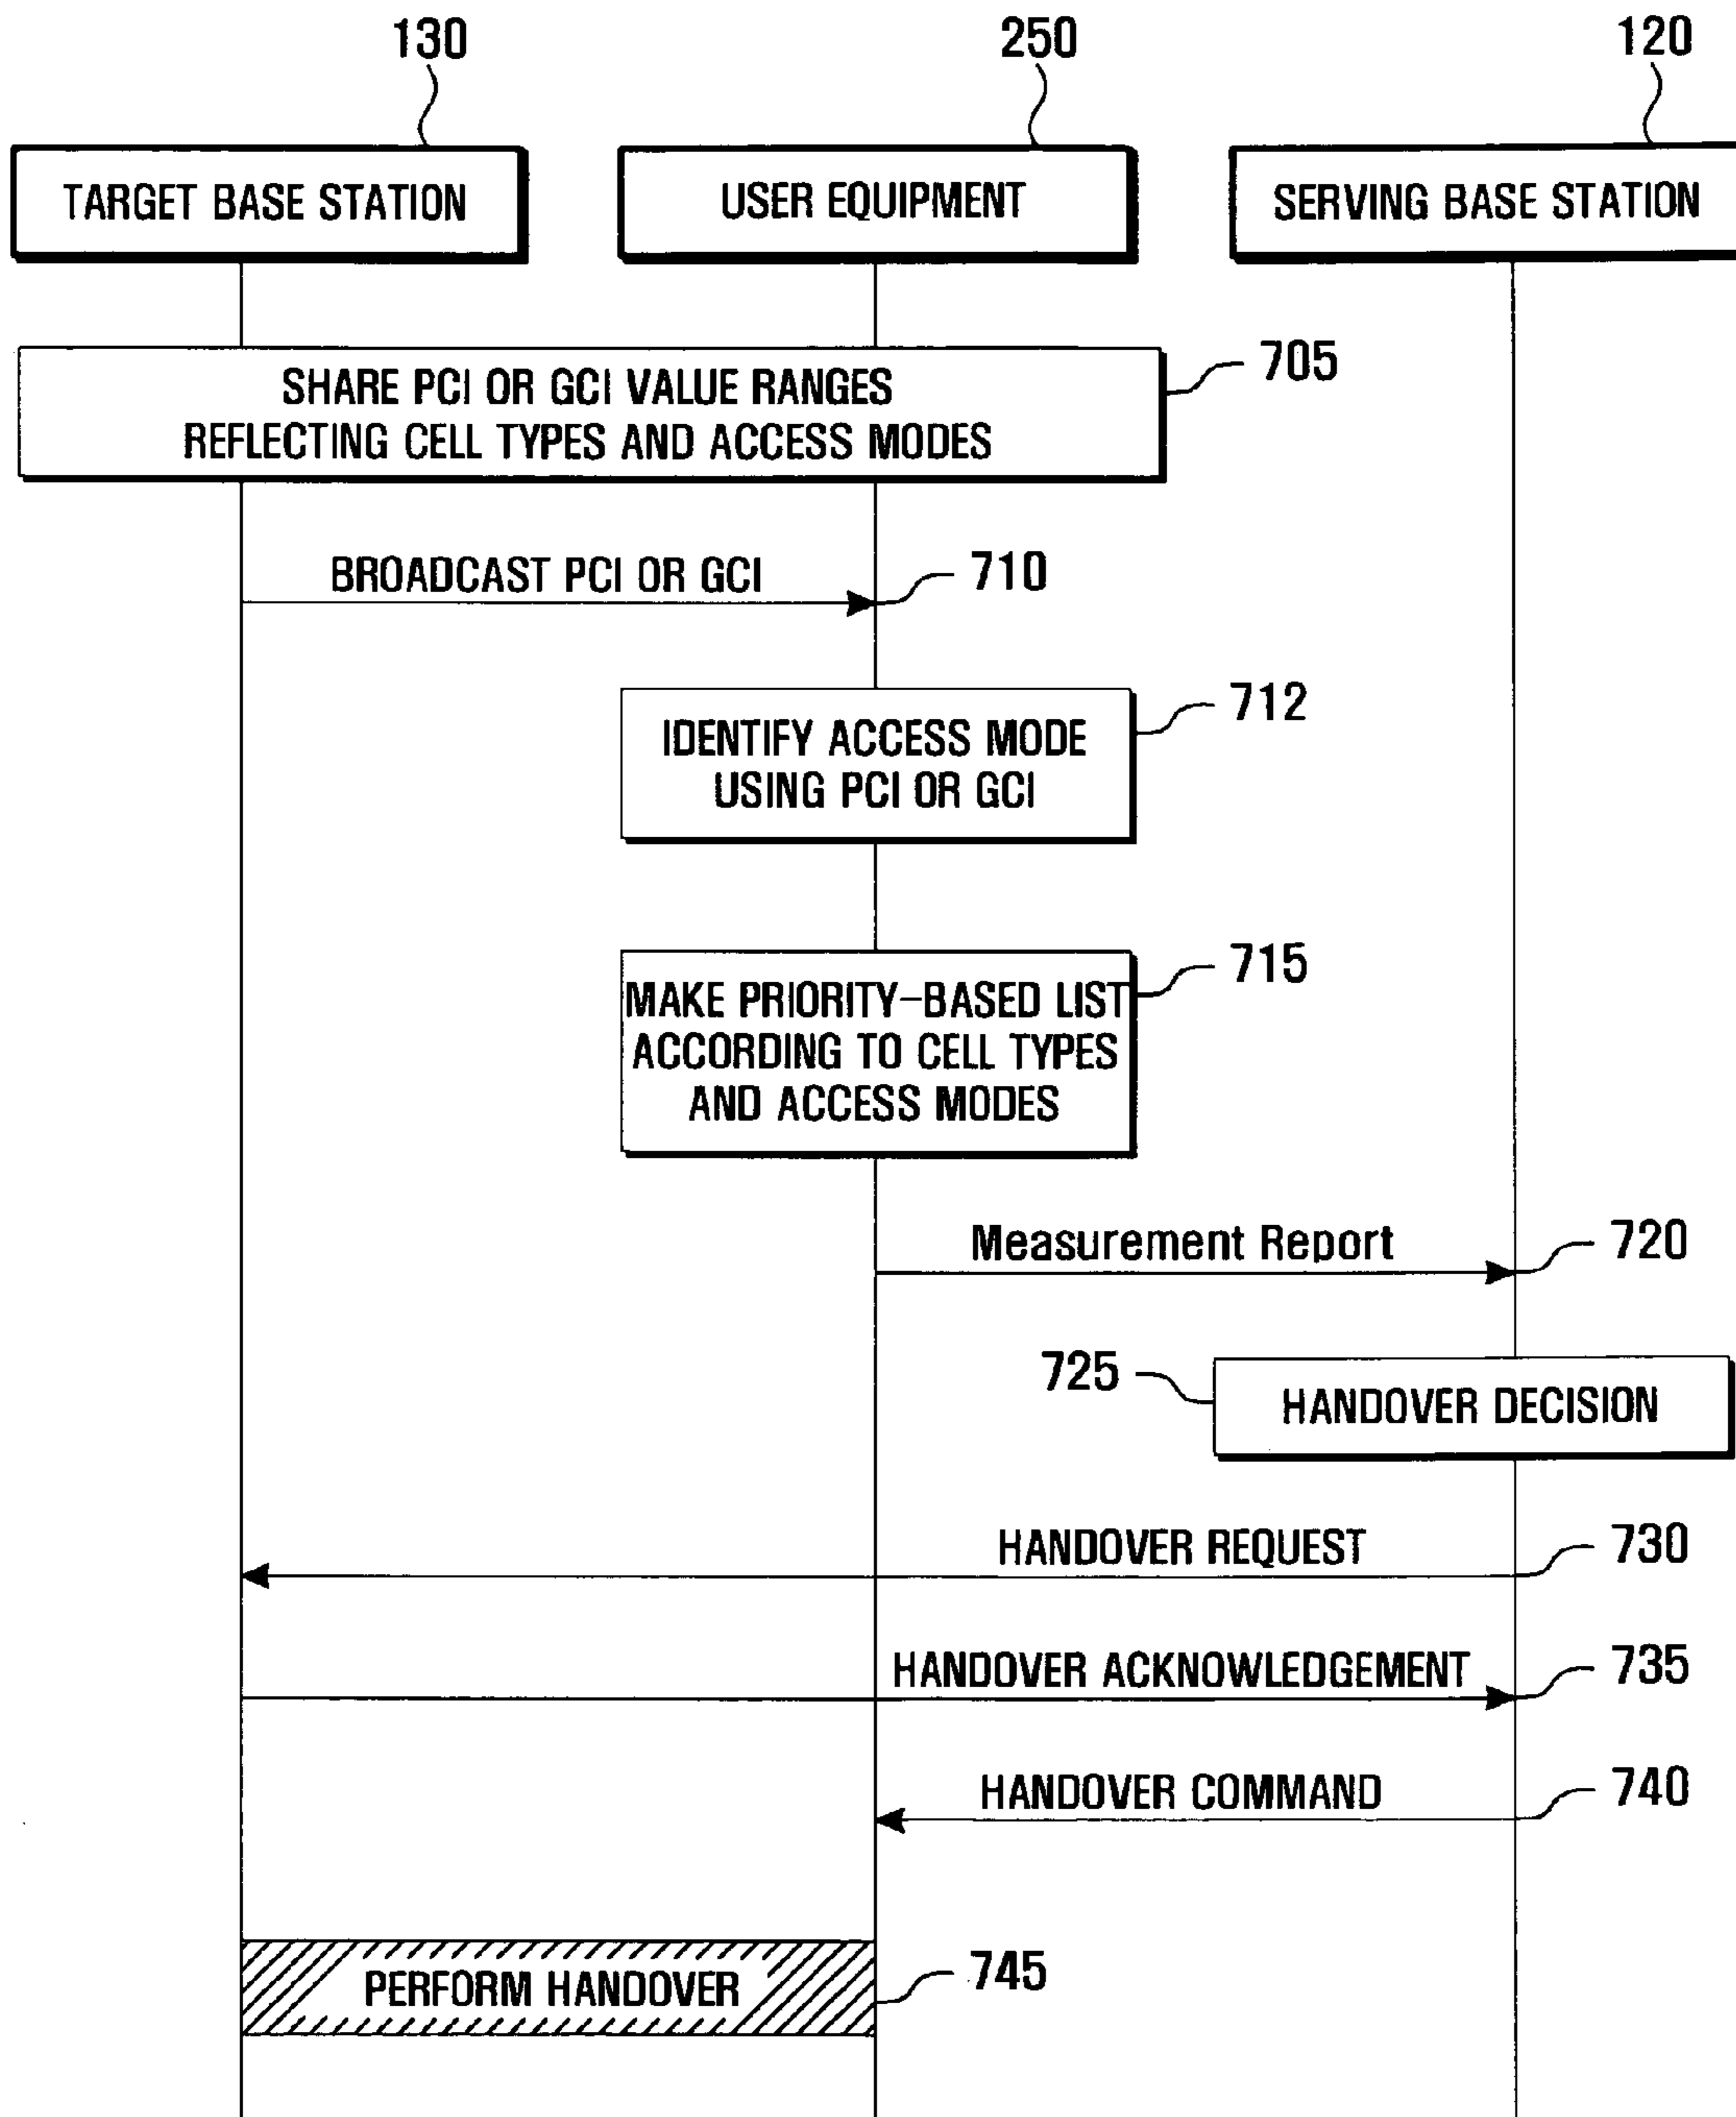 130
250
120
TARGET BASE STATION
USER EQUIPMENT
SERVING BASE STATION
SHARE PCI OR GCI VALUE RANGES
REFLECTING CELL TYPES AND ACCESS MODES
705
BROADCAST PCI OR GCI
710
IDENTIFY ACCESS MODE
USING PCI OR GCI
712
MAKE PRIORITY-BASED LIST
ACCORDING TO CELL TYPES
AND ACCESS MODES
715
Measurement Report
720
725
HANDOVER DECISION
HANDOVER REQUEST
730
HANDOVER ACKNOWLEDGEMENT
735
HANDOVER COMMAND
740
PERFORM HANDOVER
745